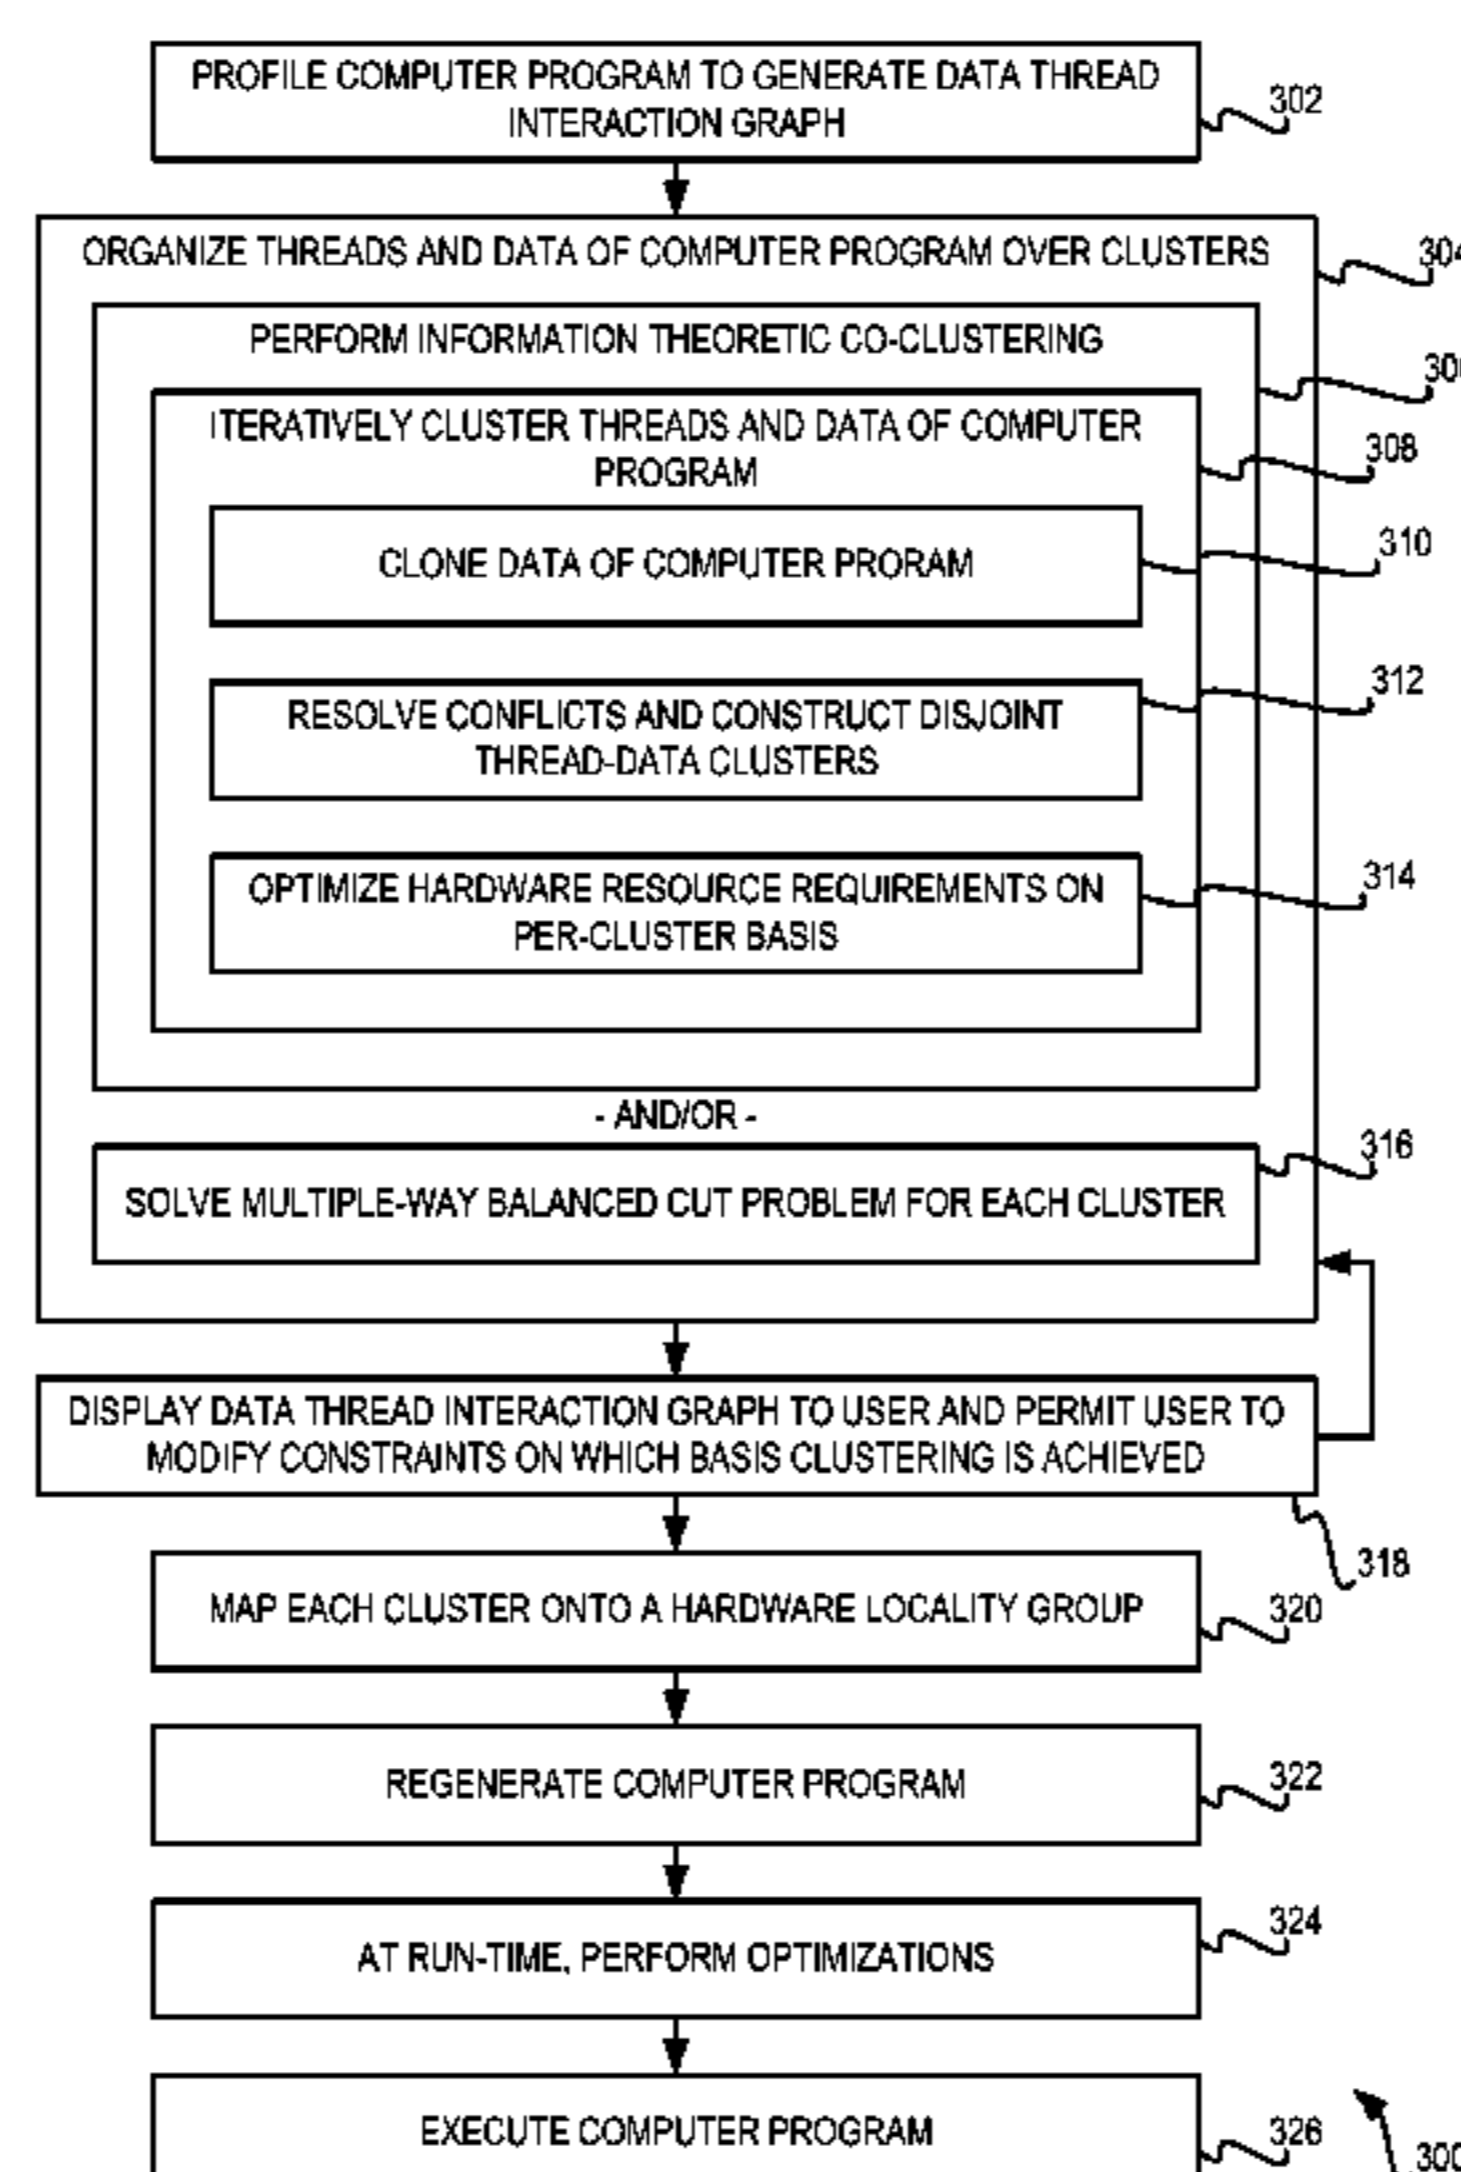 PROFILE COMPUTER PROGRAM TO GENERATE DATA THREAD
INTERACTION GRAPH
302
ORGANIZE THREADS AND DATA OF COMPUTER PROGRAM OVER CLUSTERS
304
PERFORM INFORMATION THEORETIC CO-CLUSTERING
306
ITERATIVELY CLUSTER THREADS AND DATA OF COMPUTER
PROGRAM
308
CLONE DATA OF COMPUTER PRORAM
310
RESOLVE CONFLICTS AND CONSTRUCT DISJOINT
THREAD-DATA CLUSTERS
312
OPTIMIZE HARDWARE RESOURCE REQUIREMENTS ON
PER-CLUSTER BASIS
314
- AND/OR -
316
SOLVE MULTIPLE-WAY BALANCED CUT PROBLEM FOR EACH CLUSTER
DISPLAY DATA THREAD INTERACTION GRAPH TO USER AND PERMIT USER TO
MODIFY CONSTRAINTS ON WHICH BASIS CLUSTERING IS ACHIEVED
318
MAP EACH CLUSTER ONTO A HARDWARE LOCALITY GROUP
320
REGENERATE COMPUTER PROGRAM
322
AT RUN-TIME, PERFORM OPTIMIZATIONS
324
EXECUTE COMPUTER PROGRAM
326
300